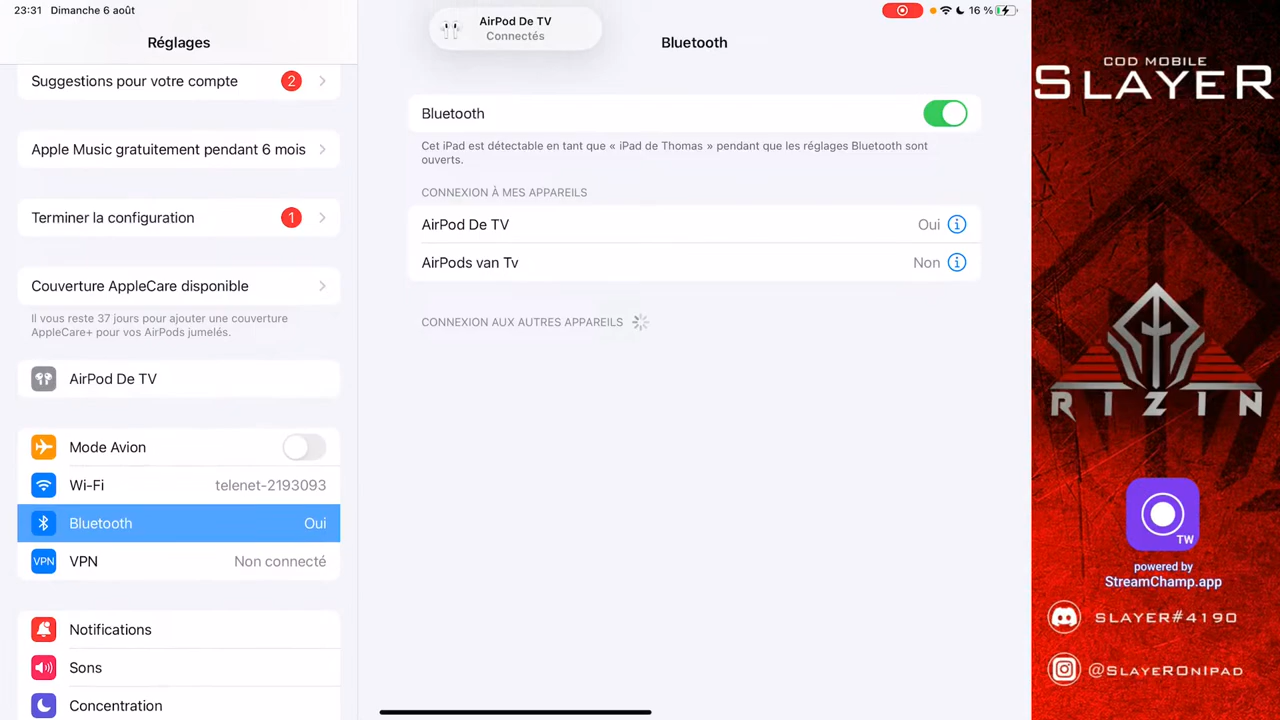 23:31 Dimanche 6 août
16 %
AirPod De TV
Connectés
Réglages
Suggestions pour votre compte 2
Apple Music gratuitement pendant 6 mois
Terminer la configuration 1
Couverture AppleCare disponible
Il vous reste 37 jours pour ajouter une couverture
AppleCare+ pour vos AirPods jumelés.
AirPod De TV
Mode Avion
Wi-Fi telenet-2193093
Bluetooth Oui
VPN VPN Non connecté
Notifications
Sons
Concentration
Bluetooth
Bluetooth
Cet iPad est détectable en tant que « iPad de Thomas » pendant que les réglages Bluetooth sont
ouverts.
CONNEXION À MES APPAREILS
AirPod De TV Oui
AirPods van Tv Non
CONNEXION AUX AUTRES APPAREILS
COD MOBILE
SLAYER
RIZIN
TW
powered by
StreamChamp.app
SLAYER#4190
@SLAYERONIPAD